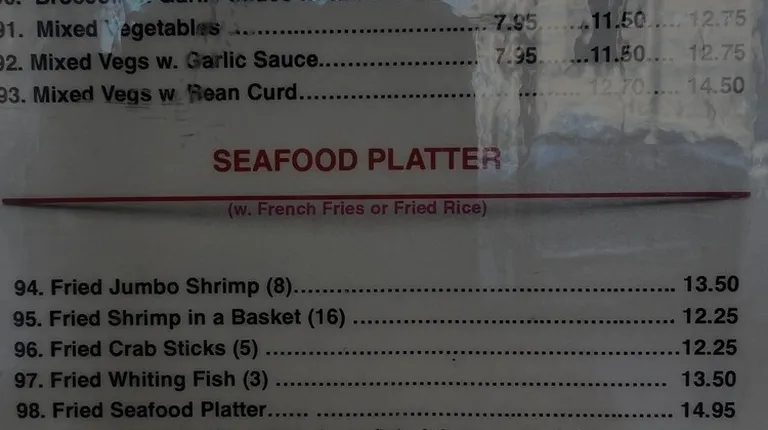 91. Mixed Vegetables ........................ 7.95 ......11.50.... 12.75
92. Mixed Vegs w. Garlic Sauce................ 7.95 ...11.50.... 12.75
93. Mixed Vegs w. Bean Curd........................ 12.70..... 14.50
SEAFOOD PLATTER
(w. French Fries or Fried Rice)
94. Fried Jumbo Shrimp (8)........................ 13.50
95. Fried Shrimp in a Basket (16) ........................ 12.25
96. Fried Crab Sticks (5) ........................12.25
97. Fried Whiting Fish (3) ........................ 13.50
98. Fried Seafood Platter...... ........................ 14.95